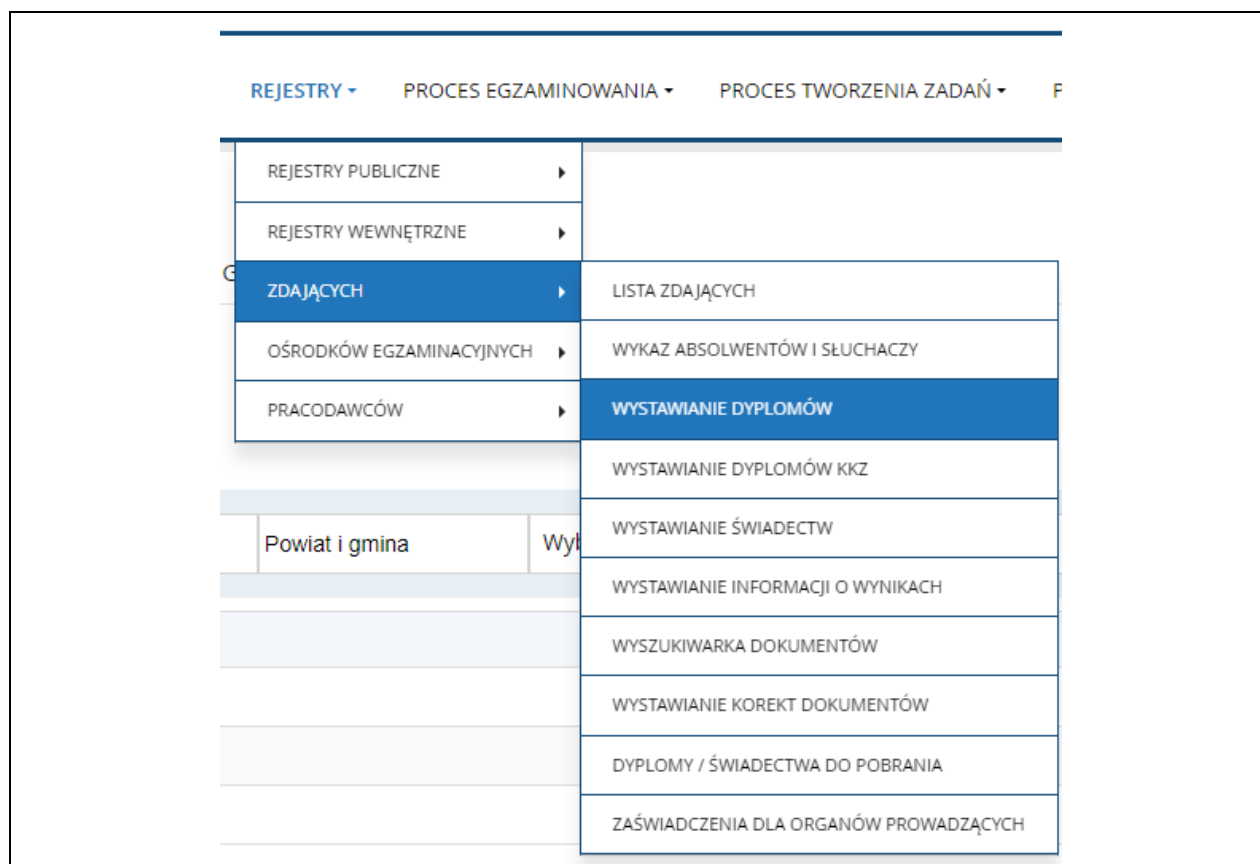 REJESTRY PROCES EGZAMINOWANIA PROCES TWORZENIA ZADAŃ
REJESTRY PUBLICZNE
REJESTRY WEWNĘTRZNE
ZDAJĄCYCH
OŚRODKÓW EGZAMINACYJNYCH
PRACODAWCÓW
LISTA ZDAJĄCYCH
WYKAZ ABSOLWENTÓW I SŁUCHACZY
WYSTAWIANIE DYPLOMÓW
WYSTAWIANIE DYPLOMÓW KKZ
WYSTAWIANIE ŚWIADECTW
WYSTAWIANIE INFORMACJI O WYNIKACH
WYSZUKIWARKA DOKUMENTÓW
WYSTAWIANIE KOREKT DOKUMENTÓW
DYPLOMY / ŚWIADECTWA DO POBRANIA
ZAŚWIADCZENIA DLA ORGANÓW PROWADZĄCYCH
Powiat i gmina